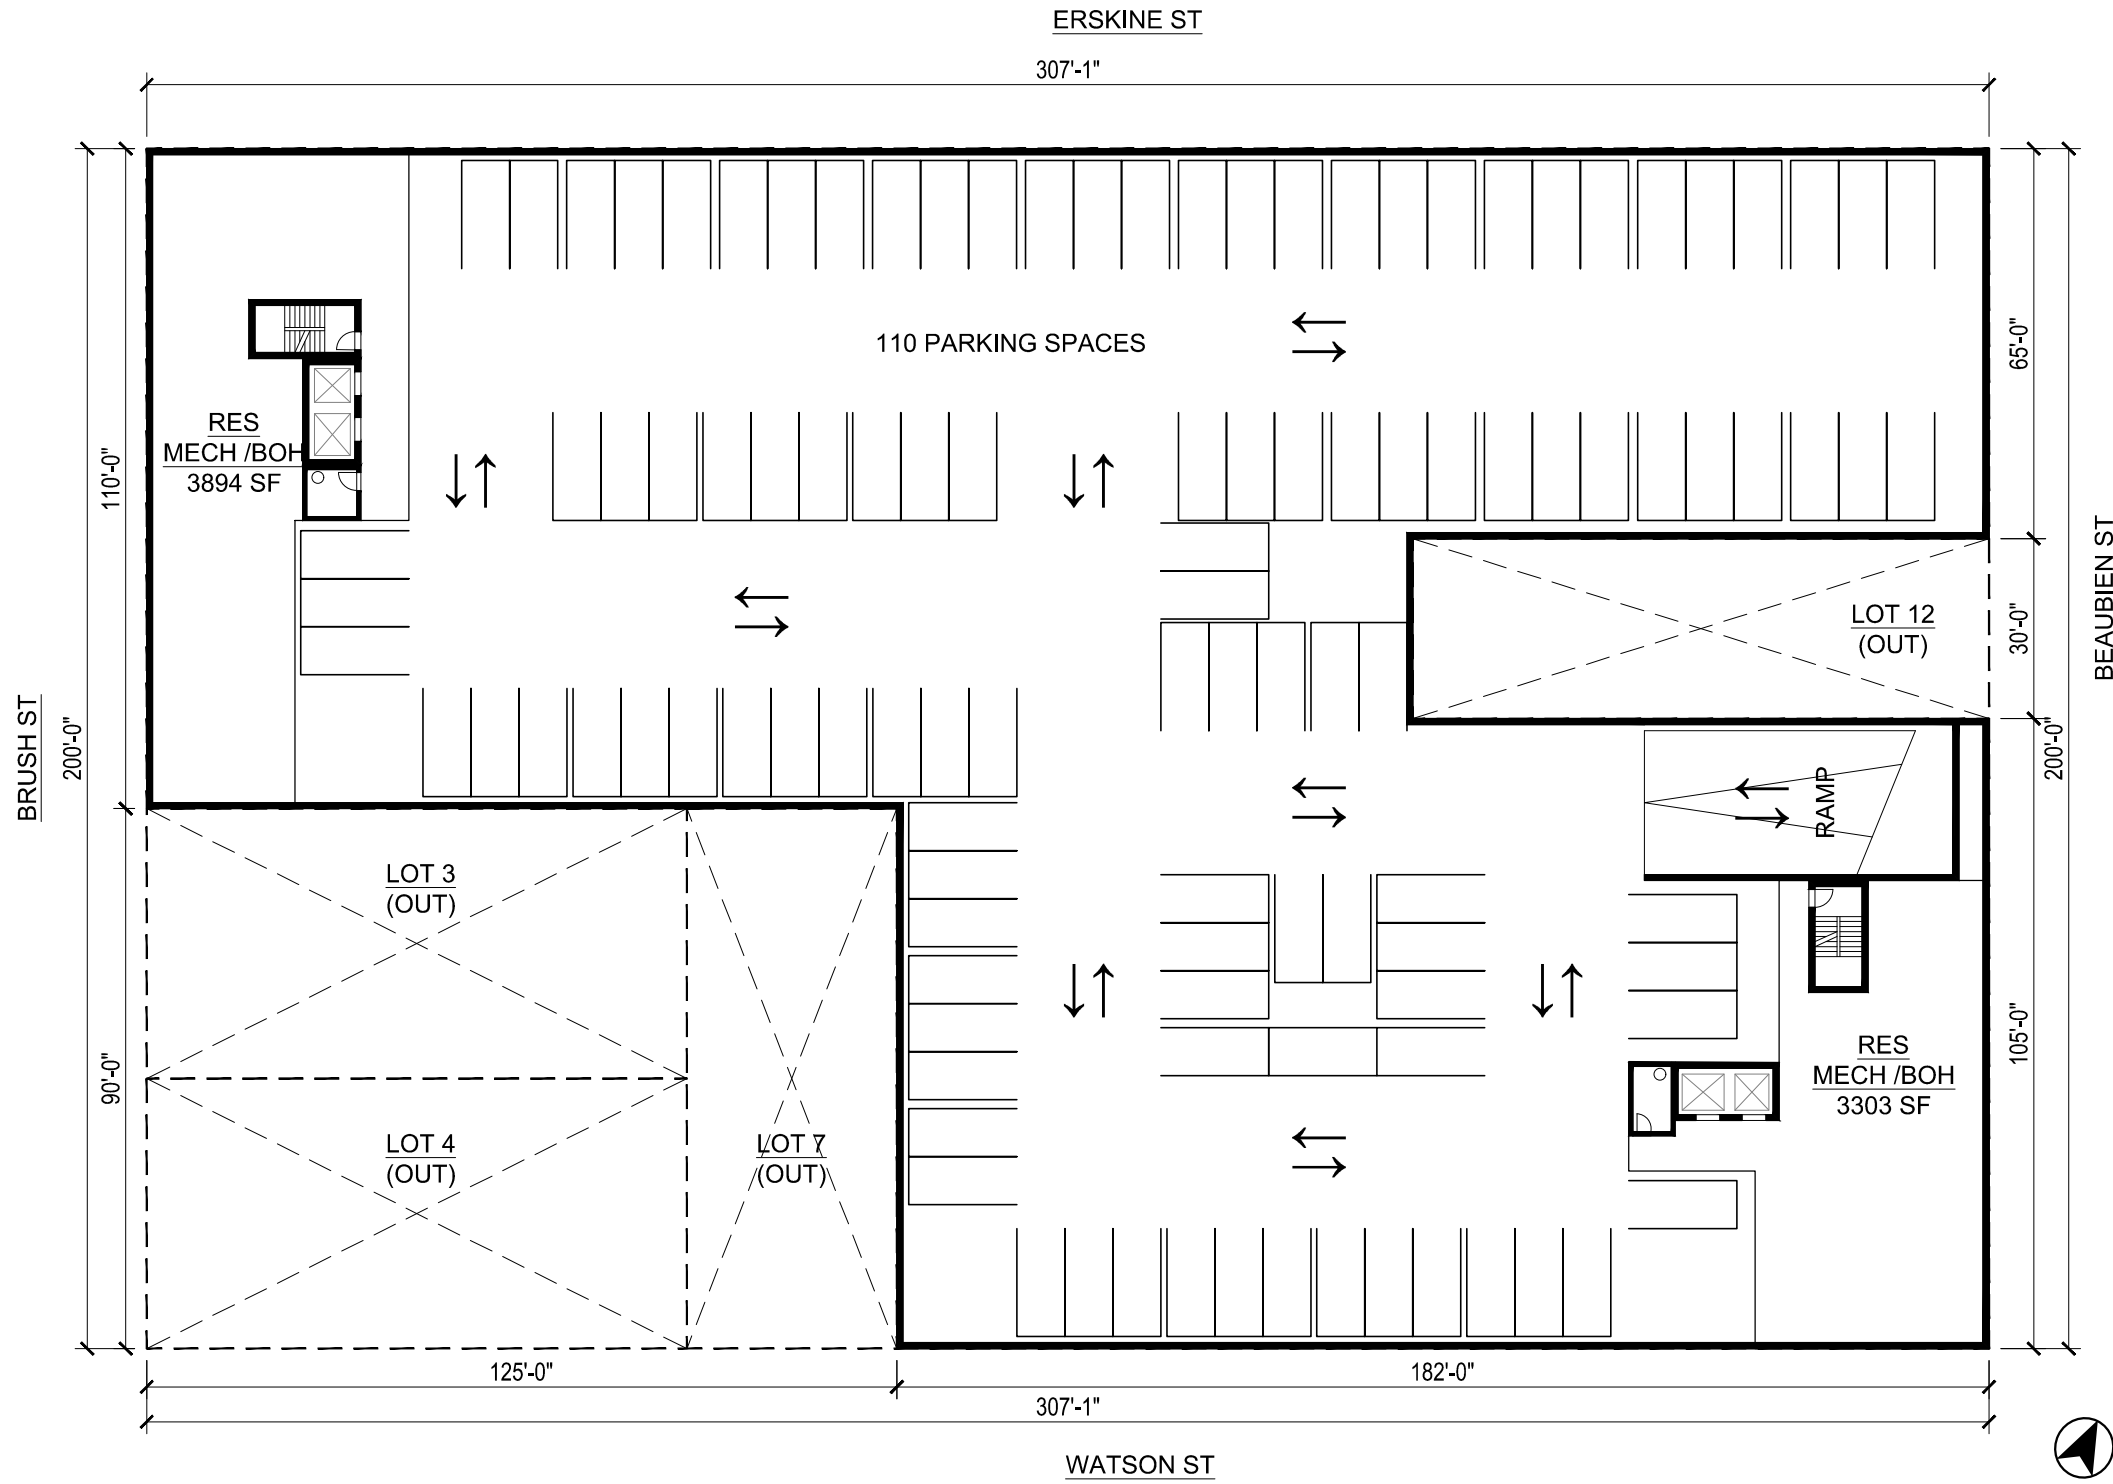 ERSKINE ST
307'-1"
110 PARKING SPACES
65'-0"
RES
MECH /BOH
3894 SF
110'-0"
LOT 12
(OUT)
30'-0"
BEAUBIEN ST
BRUSH ST
200'-0"
200'-0"
RAMP
LOT 3
(OUT)
105'-0"
RES
MECH /BOH
3303 SF
90'-0"
LOT 4
(OUT)
LOT 7
(OUT)
125'-0"
182'-0"
307'-1"
WATSON ST